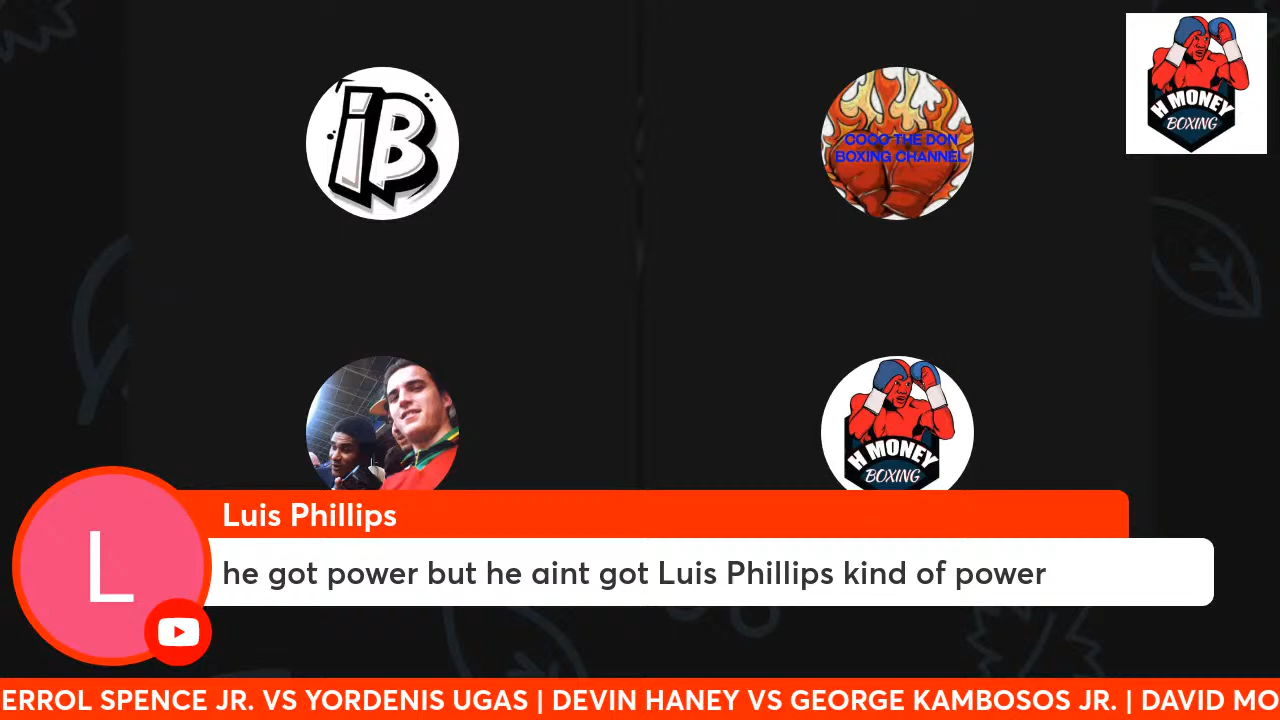 iB
COCO THE DON
BOXING CHANNEL
H MONEY
BOXING
H MONEY
BOXING
L
Luis Phillips
he got power but he aint got Luis Phillips kind of power
ERROL SPENCE JR. VS YORDENIS UGAS | DEVIN HANEY VS GEORGE KAMBOSOS JR. | DAVID MO